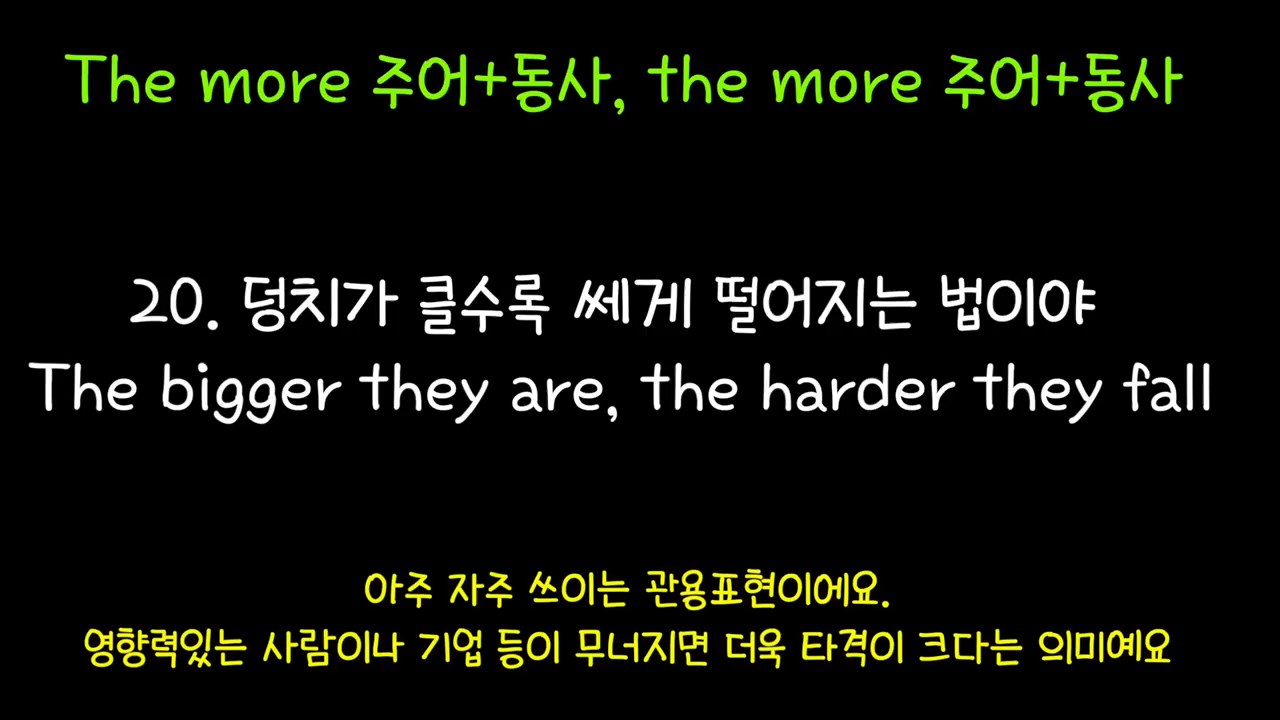 The more 주어+동사, the more 주어+동사
20. 덩치가 클수록 쎄게 떨어지는 법이야
The bigger they are, the harder they fall
아주 자주 쓰이는 관용표현이에요.
영향력있는 사람이나 기업 등이 무너지면 더욱 타격이 크다는 의미예요